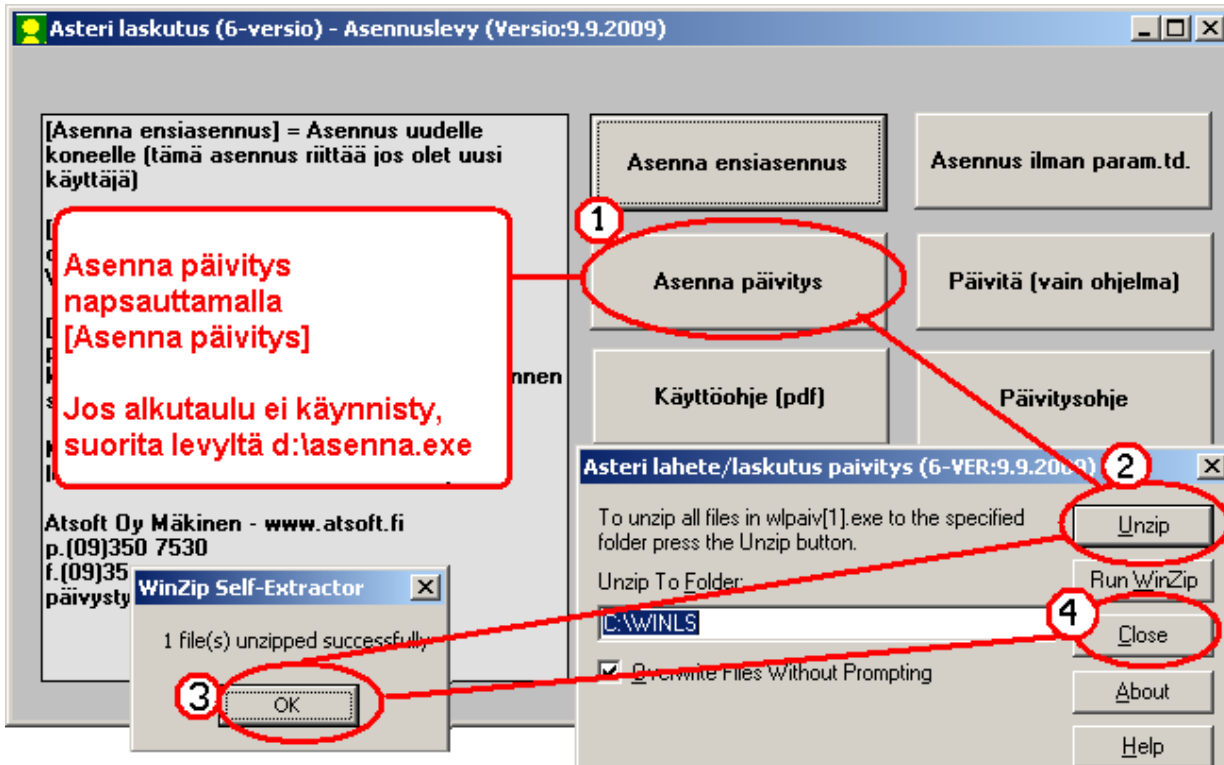 Asteri laskutus (6-versio) - Asennuslevy (Versio:9.9.2009)
[Asenna ensiasennus] = Asennus uudelle
koneelle (tämä asennus riittää jos olet uusi
käyttäjä)
Asenna päivitys
napsauttamalla
[Asenna päivitys]
Jos alkutaulu ei käynnisty,
suorita levyltä d:\asenna.exe
nnen
Atsoft Oy Mäkinen - www.atsoft.fi
p.(09)350 7530
f.(09)35
päivysty
Asenna ensiasennus
Asennus ilman param.td.
1
Asenna päivitys
Päivitä (vain ohjelma)
Käyttöohje (pdf)
Päivitysohje
Asteri lahete/laskutus paivitys (6-VER:9.9.2009)
2
To unzip all files in wlpaiv[1].exe to the specified
folder press the Unzip button.
Unzip
Unzip To Folder:
Run WinZip
C:\WINLS
4
Close
Overwrite Files Without Prompting
About
Help
WinZip Self-Extractor
1 file(s) unzipped successfully
3
OK